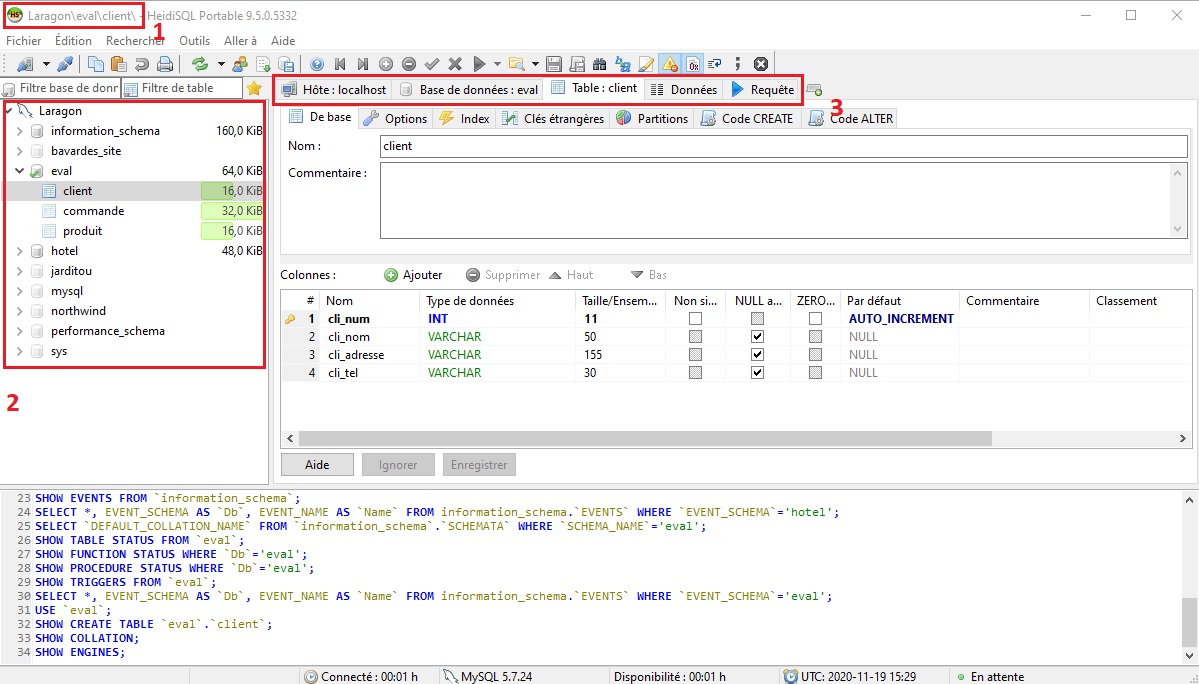 Laragon\eval\client\ - HeidiSQL Portable 9.5.0.5332
1
Fichier Édition Rechercher Outils Aller à Aide
Filtre base de donr Filtre de table
Hôte : localhost Base de données : eval Table : client Données Requête
3
Laragon
information_schema 160,0 KiB
bavardes_site
eval 64,0 KiB
client 16,0 KiB
commande 32,0 KiB
produit 16,0 KiB
hotel 48,0 KiB
jarditou
mysql
northwind
performance_schema
sys
2
De base Options Index Clés étrangères Partitions Code CREATE Code ALTER
Nom : client
Commentaire :
Colonnes : Ajouter Supprimer Haut Bas
# Nom Type de données Taille/Ensem... Non si... NULL a... ZERO... Par défaut Commentaire Classement
1 cli_num INT 11 AUTO_INCREMENT
2 cli_nom VARCHAR 50 NULL
3 cli_adresse VARCHAR 155 NULL
4 cli_tel VARCHAR 30 NULL
Aide Ignorer Enregistrer
23 SHOW EVENTS FROM `information_schema`;
24 SELECT *, EVENT_SCHEMA AS `Db`, EVENT_NAME AS `Name` FROM information_schema.`EVENTS` WHERE `EVENT_SCHEMA`='hotel';
25 SELECT `DEFAULT_COLLATION_NAME` FROM `information_schema`.`SCHEMATA` WHERE `SCHEMA_NAME`='eval';
26 SHOW TABLE STATUS FROM `eval`;
27 SHOW FUNCTION STATUS WHERE `Db`='eval';
28 SHOW PROCEDURE STATUS WHERE `Db`='eval';
29 SHOW TRIGGERS FROM `eval`;
30 SELECT *, EVENT_SCHEMA AS `Db`, EVENT_NAME AS `Name` FROM information_schema.`EVENTS` WHERE `EVENT_SCHEMA`='eval';
31 USE `eval`;
32 SHOW CREATE TABLE `eval`.`client`;
33 SHOW COLLATION;
34 SHOW ENGINES;
Connecté : 00:01 h MySQL 5.7.24 Disponibilité : 00:01 h UTC: 2020-11-19 15:29 En attente